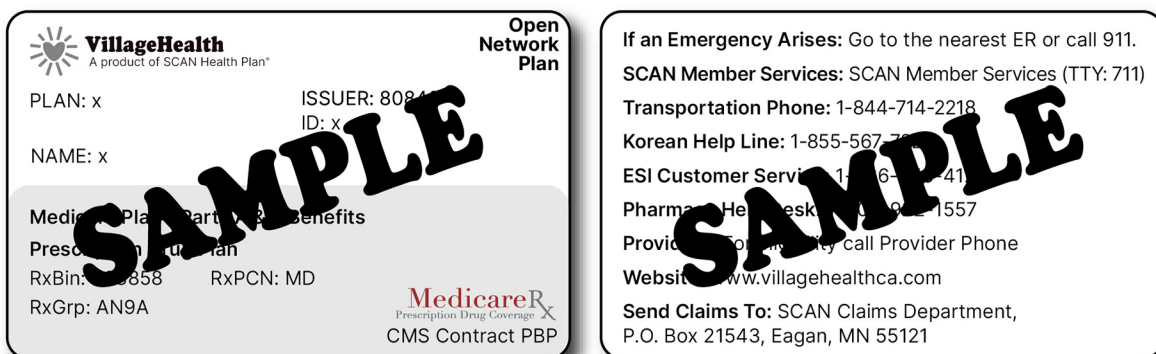 VillageHealth
A product of SCAN Health Plan®
Open
Network
Plan
PLAN: x
ISSUER:
ID: x
NAME: x
Benefits
RxBin:
RxPCN: MD
RxGrp: AN9A
MedicareRx
Prescription Drug Coverage
CMS Contract PBP
SAMPLE
If an Emergency Arises: Go to the nearest ER or call 911.
SCAN Member Services: SCAN Member Services (TTY: 711)
Transportation Phone: 1-844-714-2218
Korean Help Line:
ESI Customer
call Provider Phone
www.villagehealthca.com
Send Claims To: SCAN Claims Department,
P.O. Box 21543, Eagan, MN 55121
SAMPLE